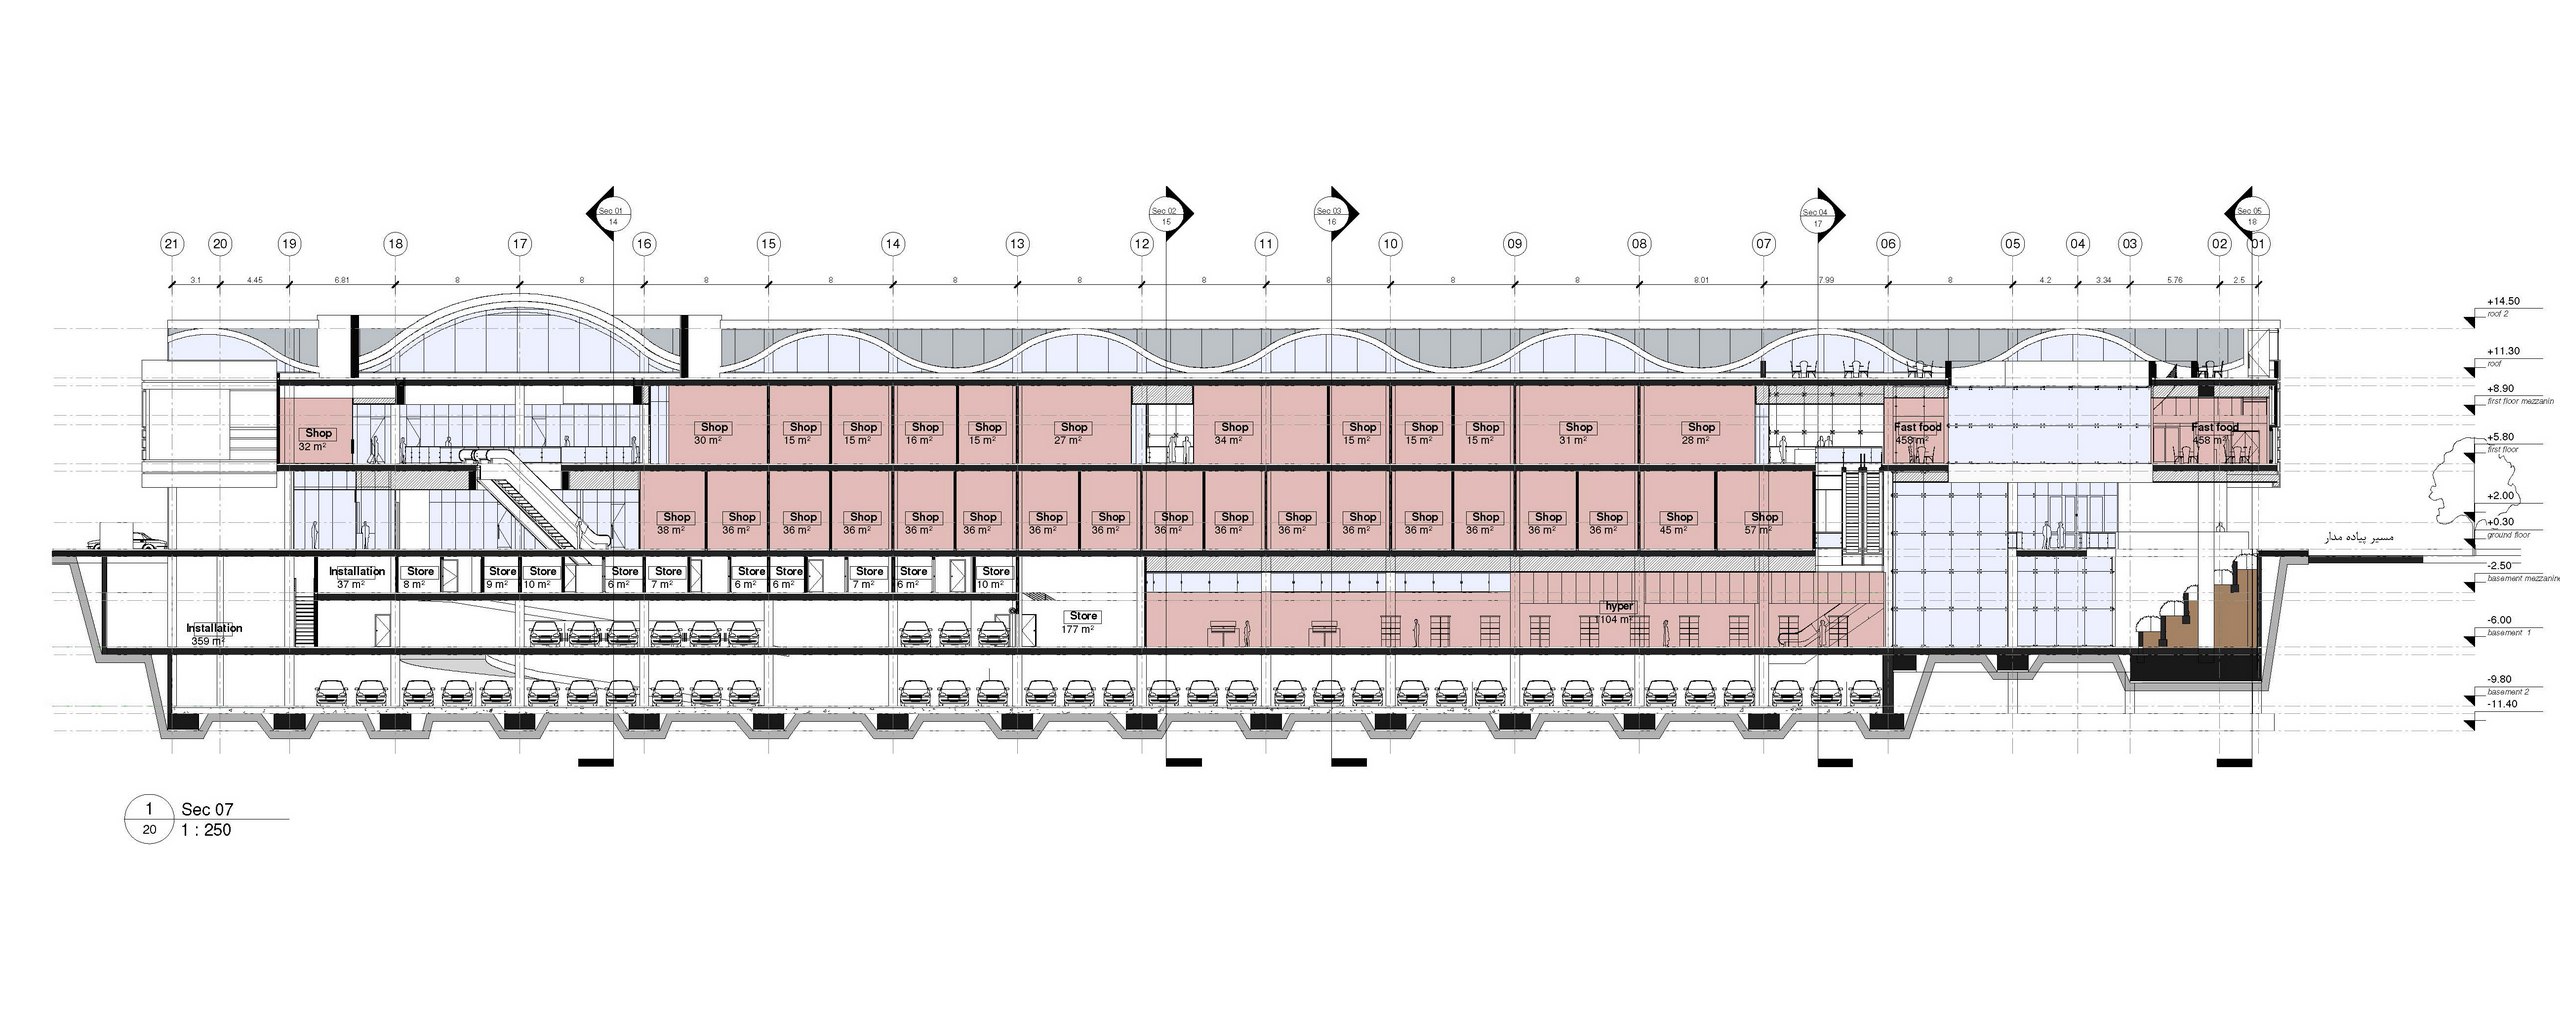 Sec 01
14
Sec 02
15
Sec 03
16
Sec 04
17
Sec 05
18
21 20 19 18 17 16 15 14 13 12 11 10 09 08 07 06 05 04 03 02 01
3.1 4.45 6.81 8 8 8 8 8 8 8 8 8 8 8.01 7.99 8 4.2 3.34 5.76 2.5
+14.50
roof 2
+11.30
roof
+8.90
first floor mezzanin
+5.80
first floor
+2.00
+0.30
ground floor
-2.50
basement mezzanine
-6.00
basement 1
-9.80
basement 2
-11.40
Shop Shop Shop Shop Shop Shop Shop Shop Shop Shop Shop Shop Shop Fast food Fast food
32 m² 30 m² 15 m² 15 m² 16 m² 15 m² 27 m² 34 m² 15 m² 15 m² 15 m² 31 m² 28 m² 458 m² 458 m²
Shop Shop Shop Shop Shop Shop Shop Shop Shop Shop Shop Shop Shop Shop Shop Shop Shop Shop
38 m² 36 m² 36 m² 36 m² 36 m² 36 m² 36 m² 36 m² 36 m² 36 m² 36 m² 36 m² 36 m² 36 m² 36 m² 36 m² 45 m² 57 m²
مسیر پیاده مدار
Installation Store Store Store Store Store Store Store Store Store Store
37 m² 8 m² 9 m² 10 m² 6 m² 7 m² 6 m² 6 m² 7 m² 6 m² 10 m²
Installation
359 m²
Store
177 m²
hyper
1104 m²
1
20
Sec 07
1 : 250